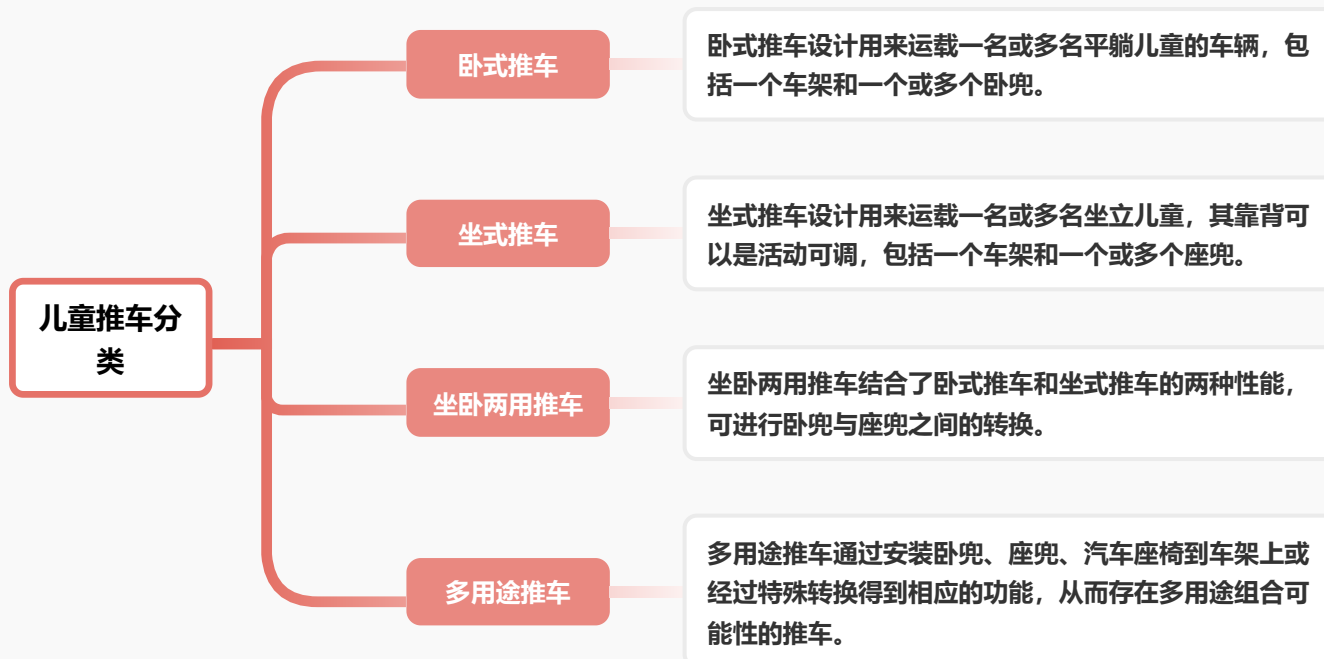 卧式推车
卧式推车设计用来运载一名或多名平躺儿童的车辆，包
括一个车架和一个或多个卧兜。
坐式推车
坐式推车设计用来运载一名或多名坐立儿童，其靠背可
以是活动可调，包括一个车架和一个或多个座兜。
儿童推车分
类
坐卧两用推车
坐卧两用推车结合了卧式推车和坐式推车的两种性能，
可进行卧兜与座兜之间的转换。
多用途推车
多用途推车通过安装卧兜、座兜、汽车座椅到车架上或
经过特殊转换得到相应的功能，从而存在多用途组合可
能性的推车。